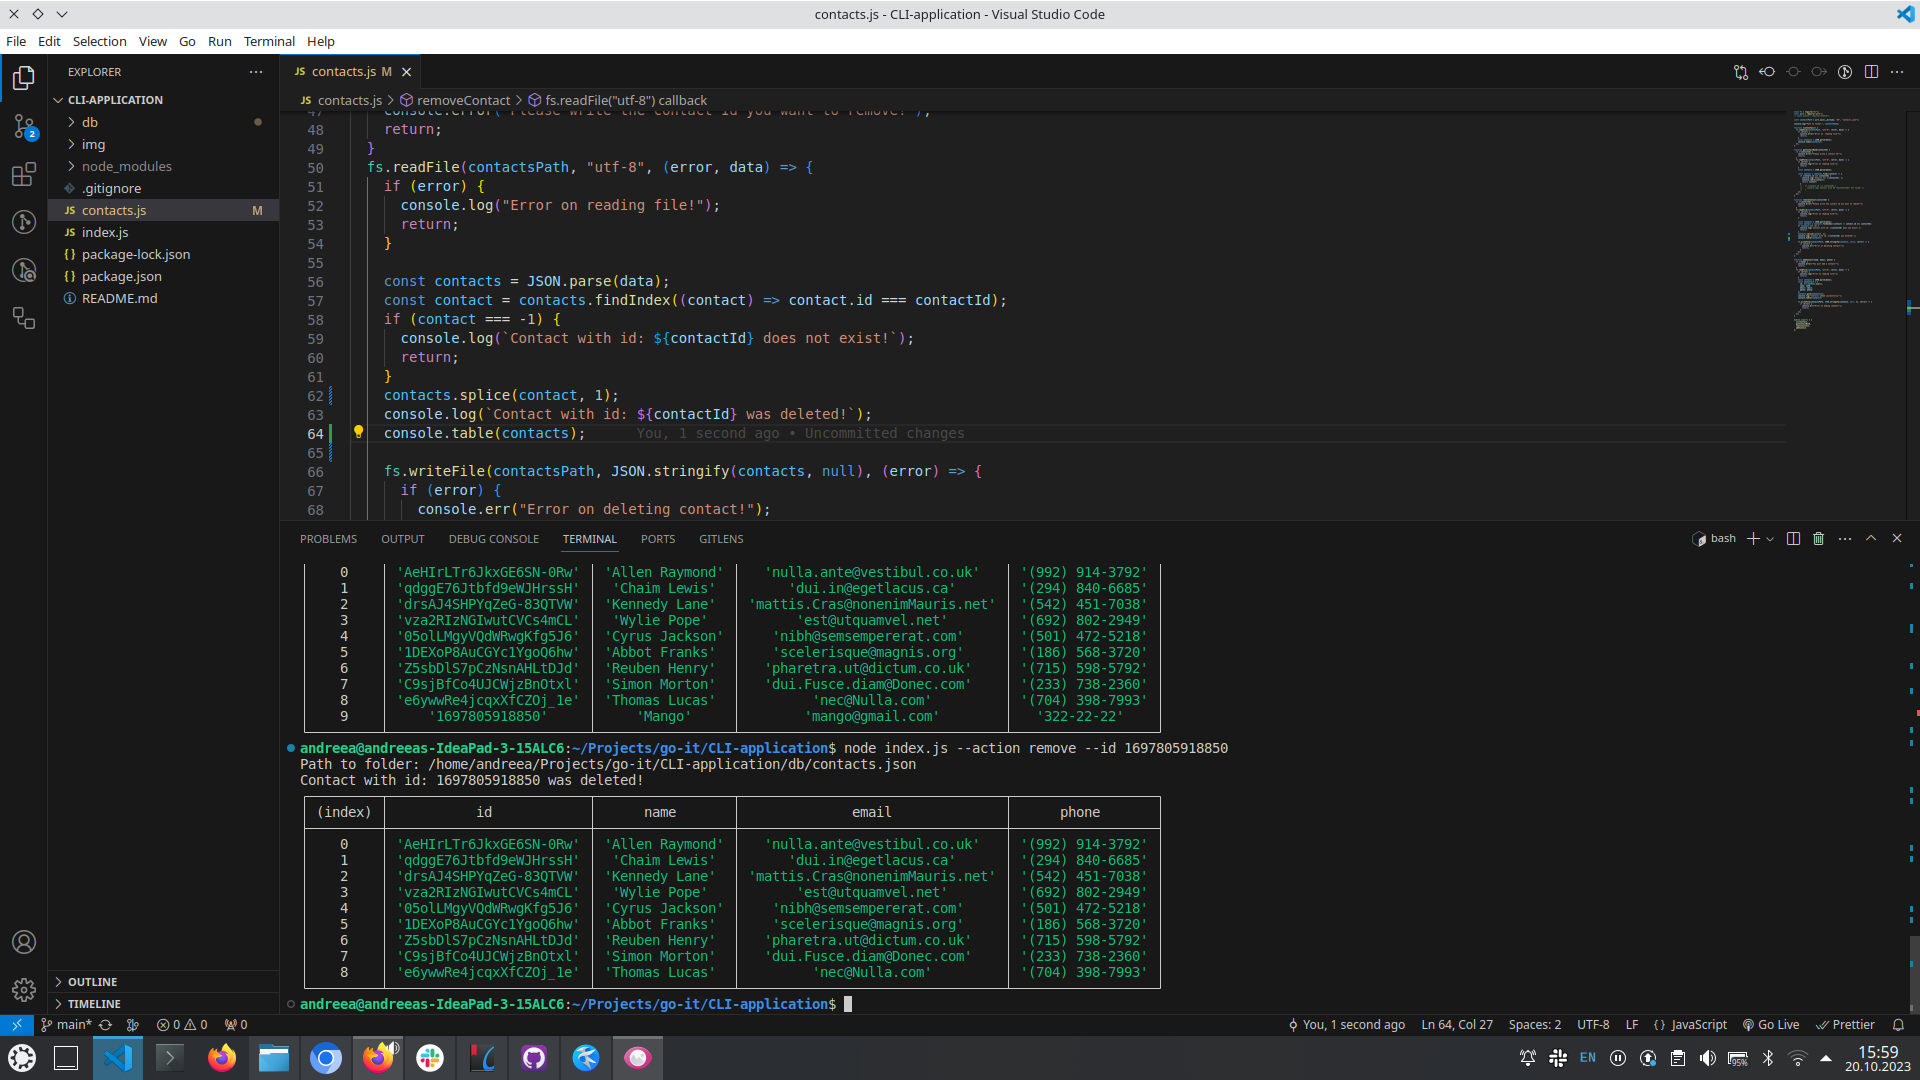 contacts.js - CLI-application - Visual Studio Code
File Edit Selection View Go Run Terminal Help
EXPLORER
CLI-APPLICATION
db
img
node_modules
.gitignore
contacts.js M
index.js
package-lock.json
package.json
README.md
OUTLINE
TIMELINE
2
JS contacts.js M
JS contacts.js > removeContact > fs.readFile("utf-8") callback
47 console.error("Please write the contact id you want to remove!");
48 return;
49 }
50 fs.readFile(contactsPath, "utf-8", (error, data) => {
51 if (error) {
52 console.log("Error on reading file!");
53 return;
54 }
55
56 const contacts = JSON.parse(data);
57 const contact = contacts.findIndex((contact) => contact.id === contactId);
58 if (contact === -1) {
59 console.log(`Contact with id: ${contactId} does not exist!`);
60 return;
61 }
62 contacts.splice(contact, 1);
63 console.log(`Contact with id: ${contactId} was deleted!`);
64 console.table(contacts); You, 1 second ago • Uncommitted changes
65
66 fs.writeFile(contactsPath, JSON.stringify(contacts, null), (error) => {
67 if (error) {
68 console.err("Error on deleting contact!");
PROBLEMS OUTPUT DEBUG CONSOLE TERMINAL PORTS GITLENS
bash
0 'AeHIrLTr6JkxGE6SN-0Rw' 'Allen Raymond' 'nulla.ante@vestibul.co.uk' '(992) 914-3792'
1 'qdggE76Jtbfd9eWJHrssH' 'Chaim Lewis' 'dui.in@egetlacus.ca' '(294) 840-6685'
2 'drsAJ4SHPYqZeG-83QTVW' 'Kennedy Lane' 'mattis.Cras@nonenimMauris.net' '(542) 451-7038'
3 'vza2RIzNGIwutCVCs4mCL' 'Wylie Pope' 'est@utquamvel.net' '(692) 802-2949'
4 '05olLMgyVQdWRwgKfg5J6' 'Cyrus Jackson' 'nibh@semsempererat.com' '(501) 472-5218'
5 '1DEXoP8AuCGYc1YgoQ6hw' 'Abbot Franks' 'scelerisque@magnis.org' '(186) 568-3720'
6 'Z5sbDlS7pCzNsnAHLtDJd' 'Reuben Henry' 'pharetra.ut@dictum.co.uk' '(715) 598-5792'
7 'C9sjBfCo4UJCWjzBnOtxl' 'Simon Morton' 'dui.Fusce.diam@Donec.com' '(233) 738-2360'
8 'e6ywwRe4jcqxXfCZOj_1e' 'Thomas Lucas' 'nec@Nulla.com' '(704) 398-7993'
9 '1697805918850' 'Mango' 'mango@gmail.com' '322-22-22'
andreea@andreeas-IdeaPad-3-15ALC6:~/Projects/go-it/CLI-application$ node index.js --action remove --id 1697805918850
Path to folder: /home/andreea/Projects/go-it/CLI-application/db/contacts.json
Contact with id: 1697805918850 was deleted!
(index) id name email phone
0 'AeHIrLTr6JkxGE6SN-0Rw' 'Allen Raymond' 'nulla.ante@vestibul.co.uk' '(992) 914-3792'
1 'qdggE76Jtbfd9eWJHrssH' 'Chaim Lewis' 'dui.in@egetlacus.ca' '(294) 840-6685'
2 'drsAJ4SHPYqZeG-83QTVW' 'Kennedy Lane' 'mattis.Cras@nonenimMauris.net' '(542) 451-7038'
3 'vza2RIzNGIwutCVCs4mCL' 'Wylie Pope' 'est@utquamvel.net' '(692) 802-2949'
4 '05olLMgyVQdWRwgKfg5J6' 'Cyrus Jackson' 'nibh@semsempererat.com' '(501) 472-5218'
5 '1DEXoP8AuCGYc1YgoQ6hw' 'Abbot Franks' 'scelerisque@magnis.org' '(186) 568-3720'
6 'Z5sbDlS7pCzNsnAHLtDJd' 'Reuben Henry' 'pharetra.ut@dictum.co.uk' '(715) 598-5792'
7 'C9sjBfCo4UJCWjzBnOtxl' 'Simon Morton' 'dui.Fusce.diam@Donec.com' '(233) 738-2360'
8 'e6ywwRe4jcqxXfCZOj_1e' 'Thomas Lucas' 'nec@Nulla.com' '(704) 398-7993'
andreea@andreeas-IdeaPad-3-15ALC6:~/Projects/go-it/CLI-application$
main* 0 0 0 You, 1 second ago Ln 64, Col 27 Spaces: 2 UTF-8 LF {} JavaScript Go Live Prettier
EN 95% 15:59
20.10.2023